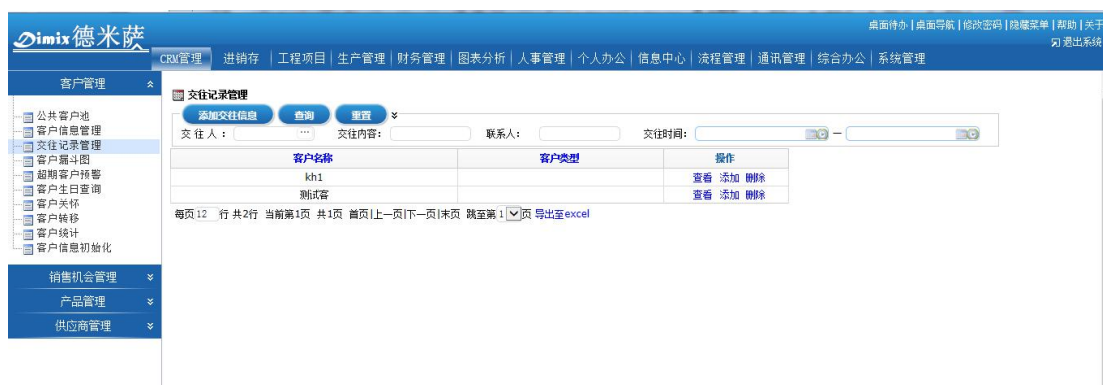 Dimix德米萨
桌面待办 | 桌面导航 | 修改密码 | 隐藏菜单 | 帮助 | 关于
退出系统
CRM管理 进销存 | 工程项目 | 生产管理 | 财务管理 | 图表分析 | 人事管理 | 个人办公 | 信息中心 | 流程管理 | 通讯管理 | 综合办公 | 系统管理
客户管理
公共客户池
客户信息管理
交往记录管理
客户漏斗图
超期客户预警
客户生日查询
客户关怀
客户转移
客户统计
客户信息初始化
销售机会管理
产品管理
供应商管理
交往记录管理
添加交往信息 查询 重置
交往人: ... 交往内容: 联系人: 交往时间: —
客户名称 客户类型 操作
kh1 查看 添加 删除
测试客 查看 添加 删除
每页12 行 共2行 当前第1页 共1页 首页|上一页|下一页|末页 跳至第 1 页 导出至excel